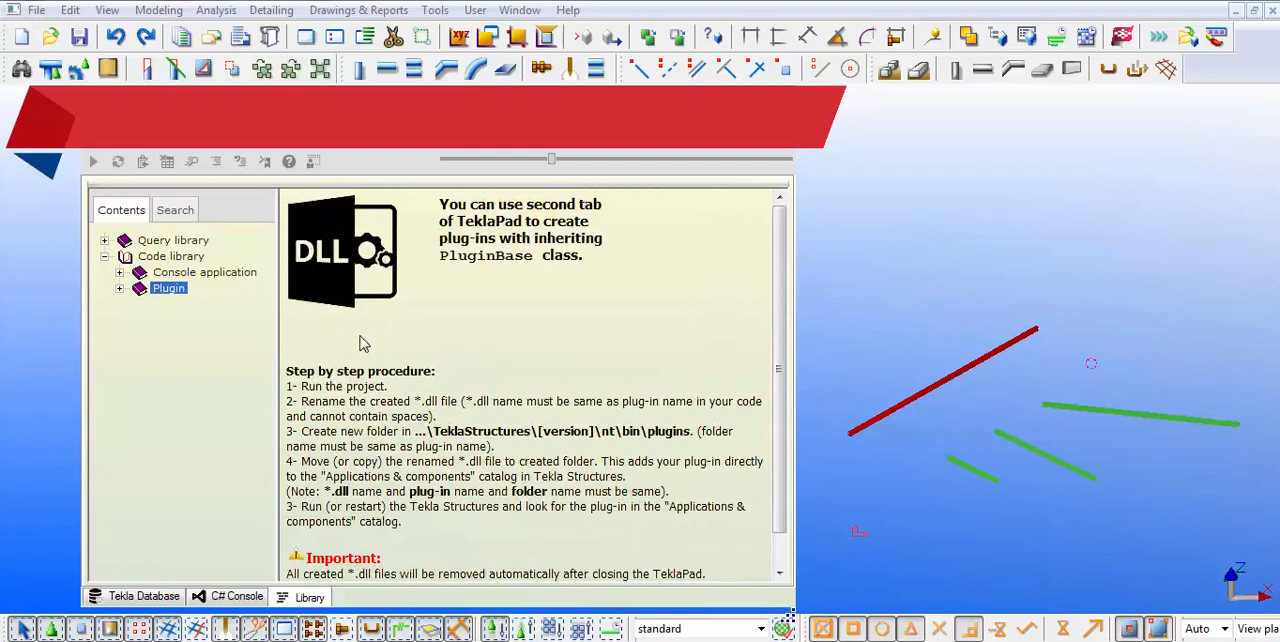 File Edit View Modeling Analysis Detailing Drawings & Reports Tools User Window Help
xyz
Contents Search
Query library
Code library
Console application
Plugin
DLL
You can use second tab
of TeklaPad to create
plug-ins with inheriting
PluginBase class.
Step by step procedure:
1- Run the project.
2- Rename the created *.dll file (*.dll name must be same as plug-in name in your code
and cannot contain spaces).
3- Create new folder in ...\TeklaStructures\[version]\nt\bin\plugins. (folder
name must be same as plug-in name).
4- Move (or copy) the renamed *.dll file to created folder. This adds your plug-in directly
to the "Applications & components" catalog in Tekla Structures.
(Note: *.dll name and plug-in name and folder name must be same).
3- Run (or restart) the Tekla Structures and look for the plug-in in the "Applications &
components" catalog.
Important:
All created *.dll files will be removed automatically after closing the TeklaPad.
Tekla Database C# Console Library
Z
X
standard
Auto
View pla